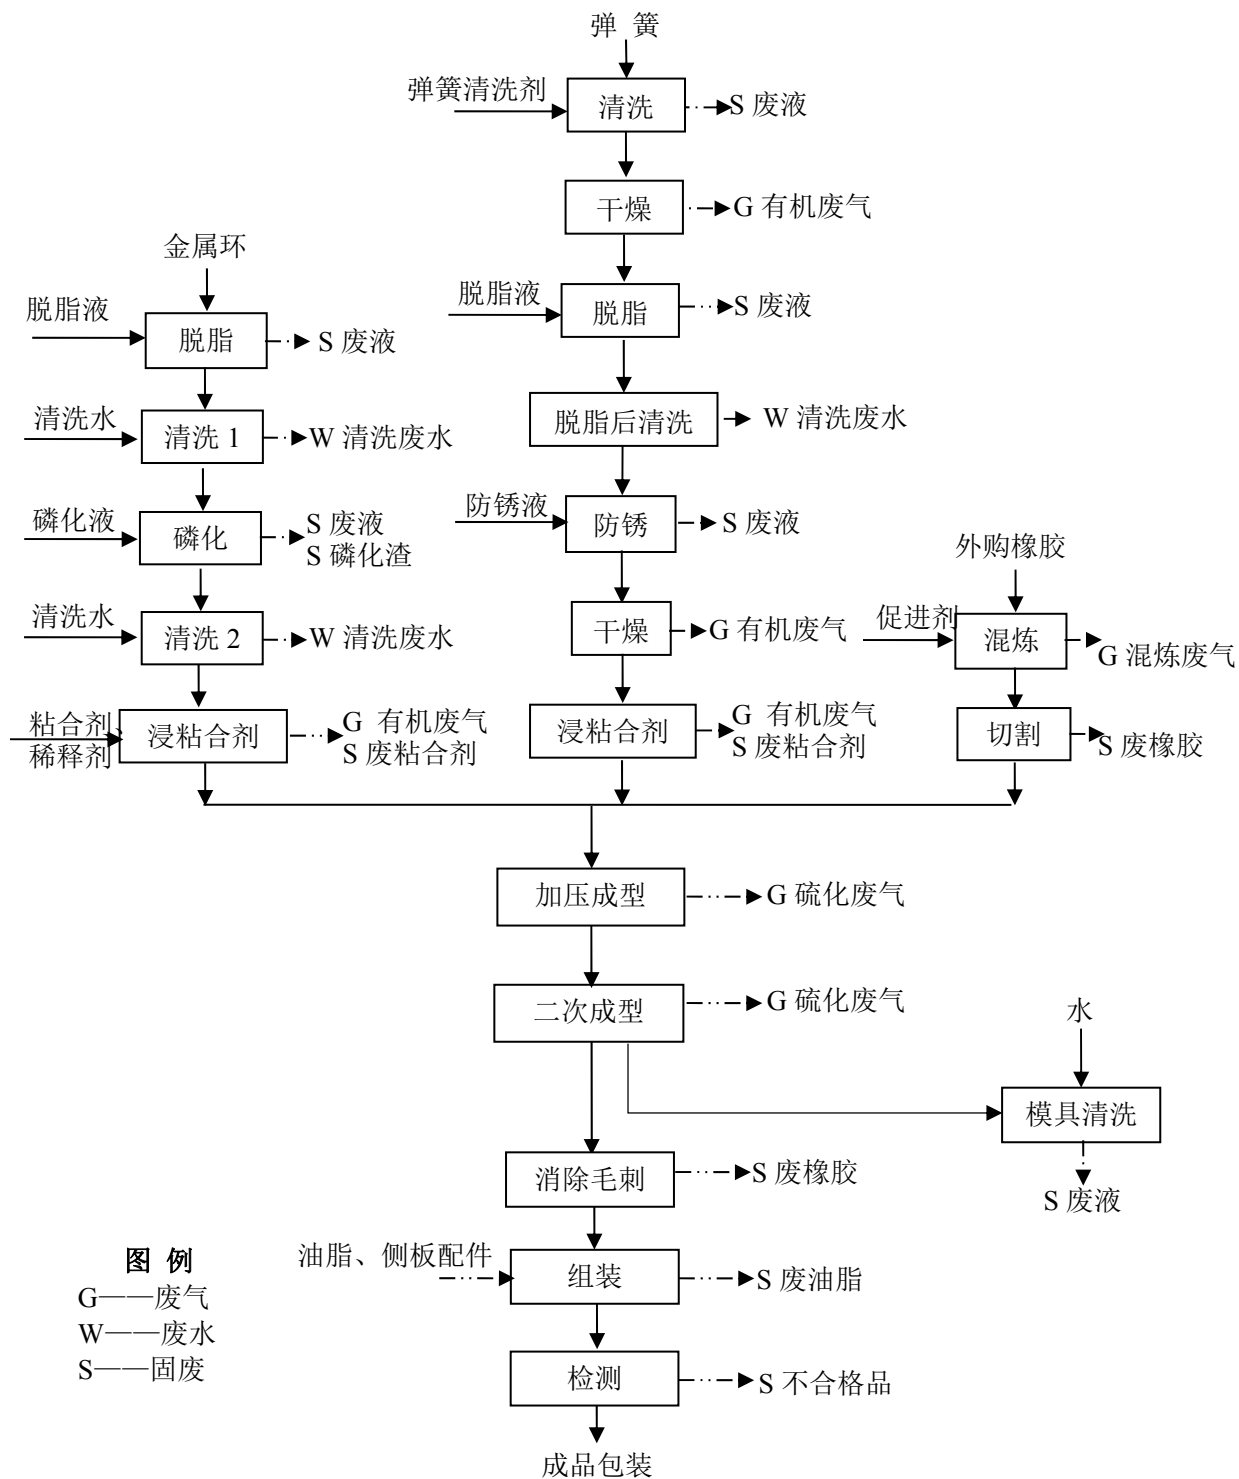 弹 簧
弹簧清洗剂
清洗
S 废液
干燥
G 有机废气
金属环
脱脂液
脱脂
S 废液
脱脂液
脱脂
S 废液
清洗水
清洗 1
W 清洗废水
脱脂后清洗
W 清洗废水
磷化液
磷化
S 废液
S 磷化渣
防锈液
防锈
S 废液
外购橡胶
清洗水
清洗 2
W 清洗废水
干燥
G 有机废气
促进剂
混炼
G 混炼废气
粘合剂、
稀释剂
浸粘合剂
G 有机废气
S 废粘合剂
浸粘合剂
G 有机废气
S 废粘合剂
切割
S 废橡胶
加压成型
G 硫化废气
二次成型
G 硫化废气
水
模具清洗
S 废液
消除毛刺
S 废橡胶
油脂、侧板配件
组装
S 废油脂
检测
S 不合格品
成品包装
图 例
G——废气
W——废水
S——固废